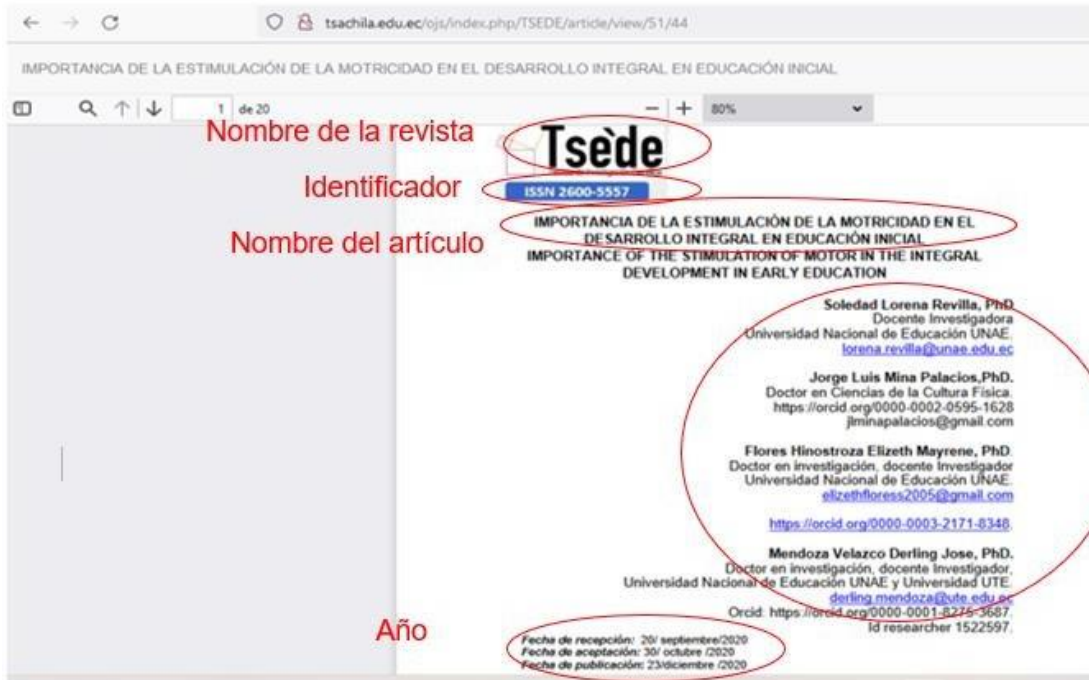 tsachila.edu.ec/ojs/index.php/TSEDE/article/view/51/44
IMPORTANCIA DE LA ESTIMULACIÓN DE LA MOTRICIDAD EN EL DESARROLLO INTEGRAL EN EDUCACIÓN INICIAL
1 de 20
80%
Nombre de la revista
Tsède
Identificador
ISSN 2600-5557
Nombre del artículo
IMPORTANCIA DE LA ESTIMULACIÓN DE LA MOTRICIDAD EN EL
DESARROLLO INTEGRAL EN EDUCACIÓN INICIAL
IMPORTANCE OF THE STIMULATION OF MOTOR IN THE INTEGRAL
DEVELOPMENT IN EARLY EDUCATION
Soledad Lorena Revilla, PhD
Docente Investigadora
Universidad Nacional de Educación UNAE.
lorena.revilla@unae.edu.ec
Jorge Luis Mina Palacios,PhD.
Doctor en Ciencias de la Cultura Física.
https://orcid.org/0000-0002-0595-1628
jlminapalacios@gmail.com
Flores Hinostroza Elizeth Mayrene, PhD.
Doctor en investigación, docente Investigador
Universidad Nacional de Educación UNAE.
elizethfloress2005@gmail.com
https://orcid.org/0000-0003-2171-8348.
Mendoza Velazco Derling Jose, PhD.
Doctor en investigación, docente Investigador,
Universidad Nacional de Educación UNAE y Universidad UTE.
derling.mendoza@ute.edu.ec
Orcid: https://orcid.org/0000-0001-8275-3687.
Id researcher 1522597.
Año
Fecha de recepción: 20/ septiembre/2020
Fecha de aceptación: 30/ octubre /2020
Fecha de publicación: 23/diciembre /2020